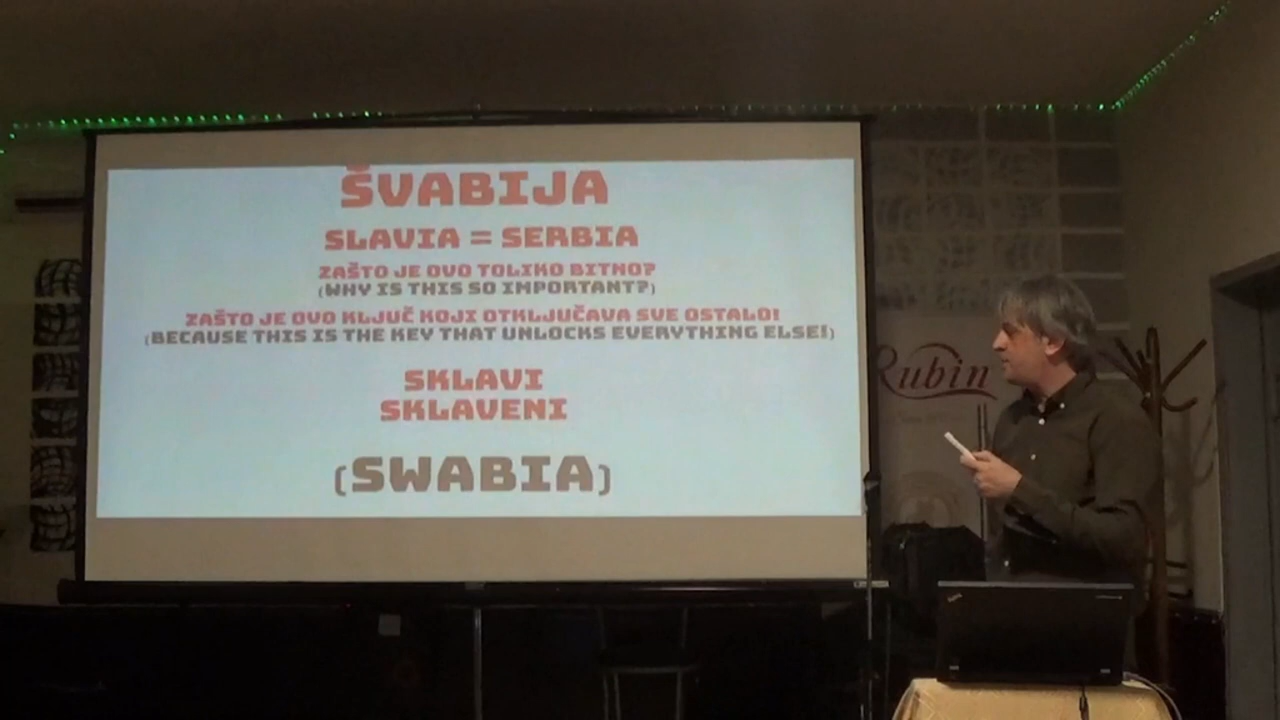 ŠVABIJA
SLAVIA = SERBIA
ZAŠTO JE OVO TOLIKO BITNO?
(WHY IS THIS SO IMPORTANT?)
ZAŠTO JE OVO KLJUČ KOJI OTKLJUČAVA SVE OSTALO!
(BECAUSE THIS IS THE KEY THAT UNLOCKS EVERYTHING ELSE!)
SKLAVI
SKLAVENI
(SWABIA)
Rubin